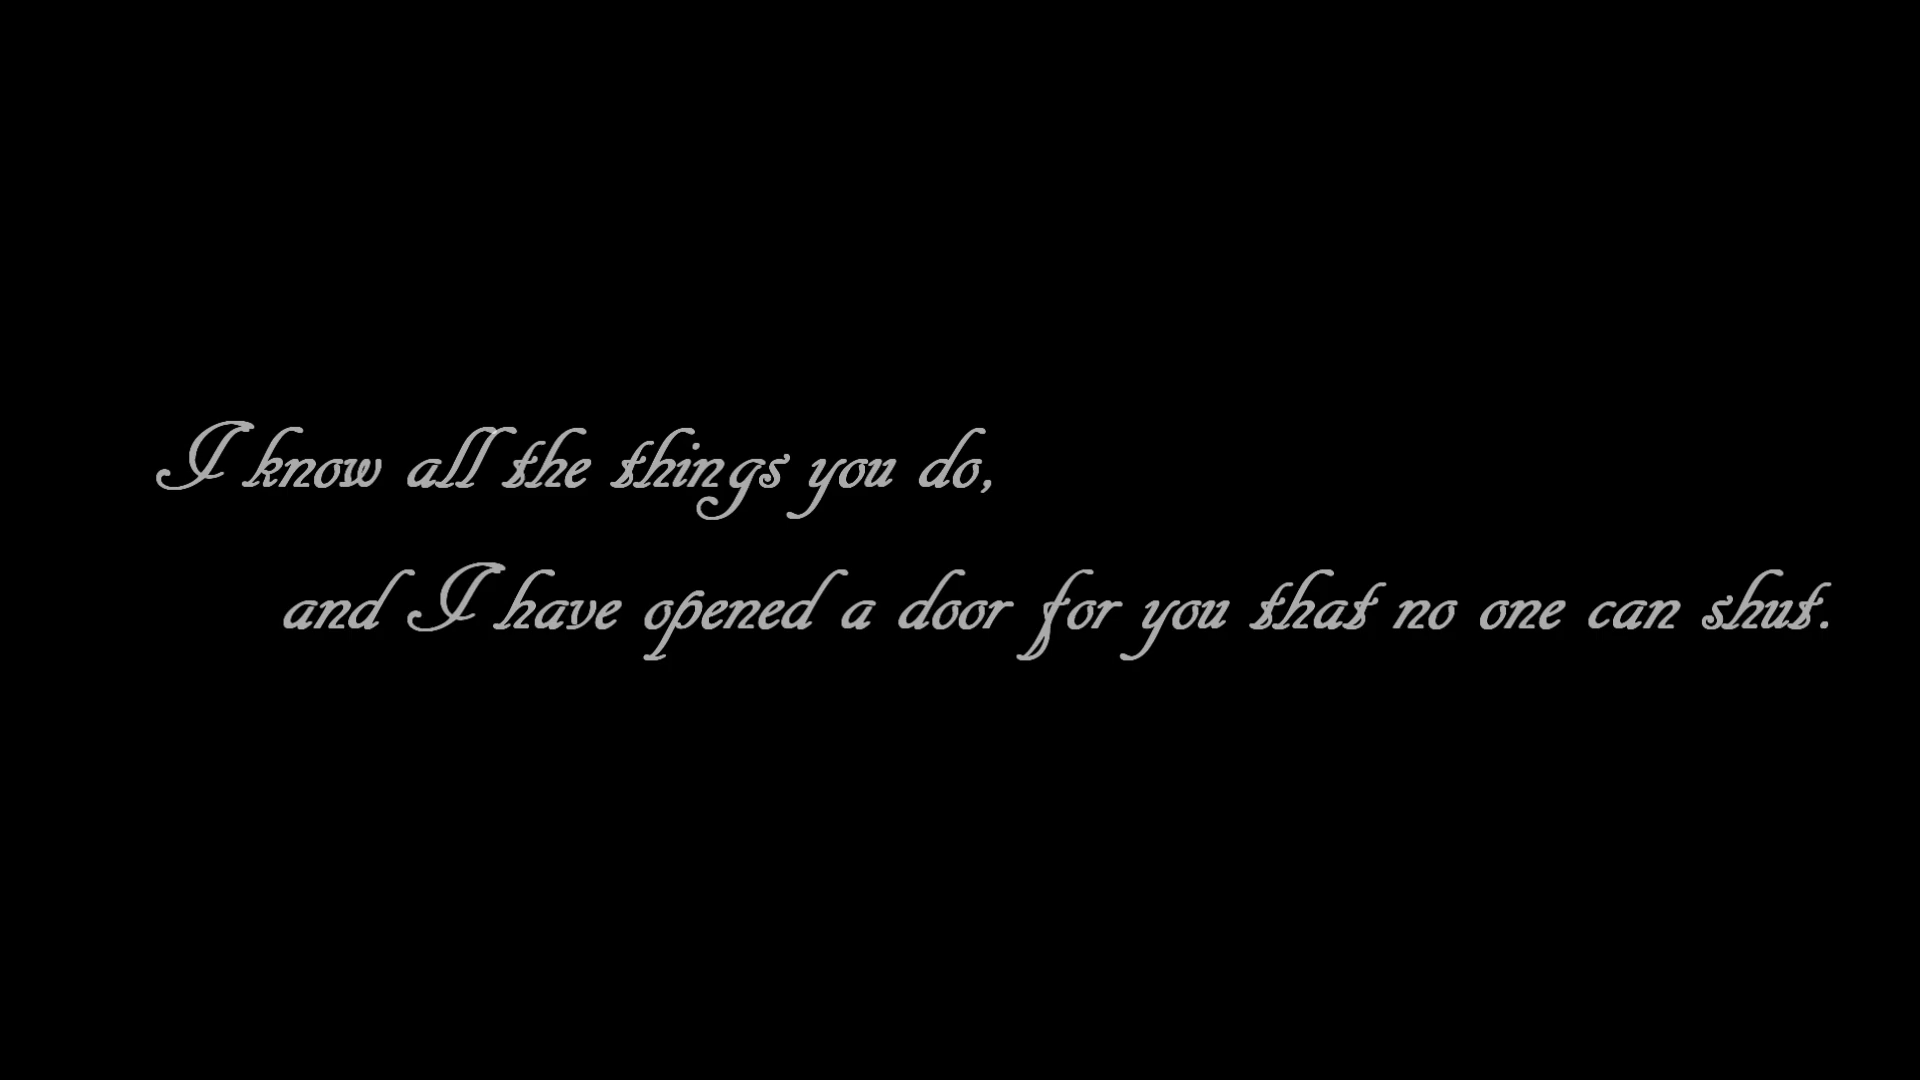 I know all the things you do,
and I have opened a door for you that no one can shut.